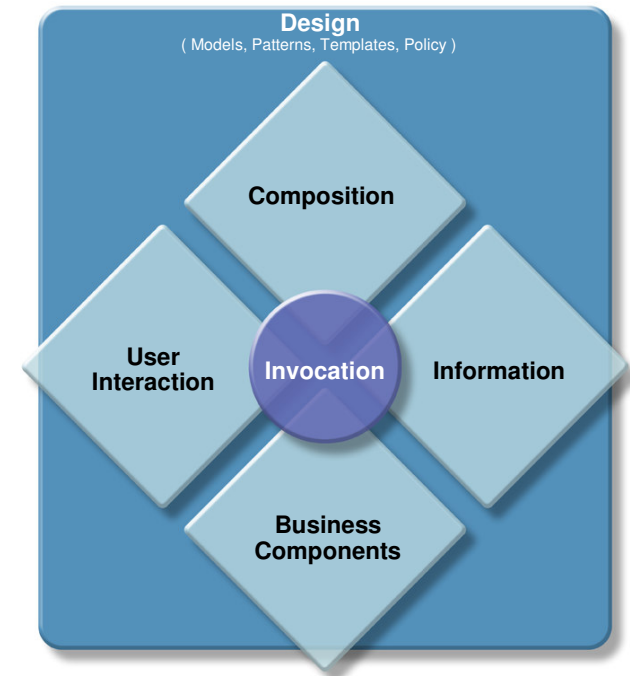 Design
( Models, Patterns, Templates, Policy )
Composition
User
Interaction
Invocation
Information
Business
Components